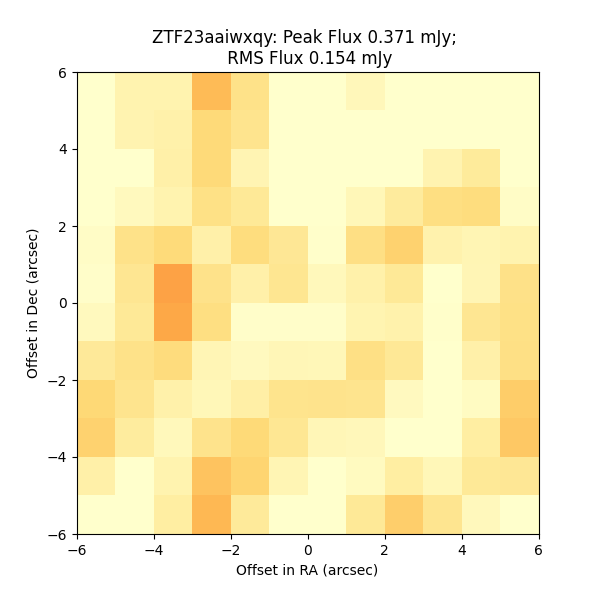 ZTF23aaiwxqy: Peak Flux 0.371 mJy;
RMS Flux 0.154 mJy
6
4
2
0
−2
−4
−6
Offset in Dec (arcsec)
−6 −4 −2 0 2 4 6
Offset in RA (arcsec)